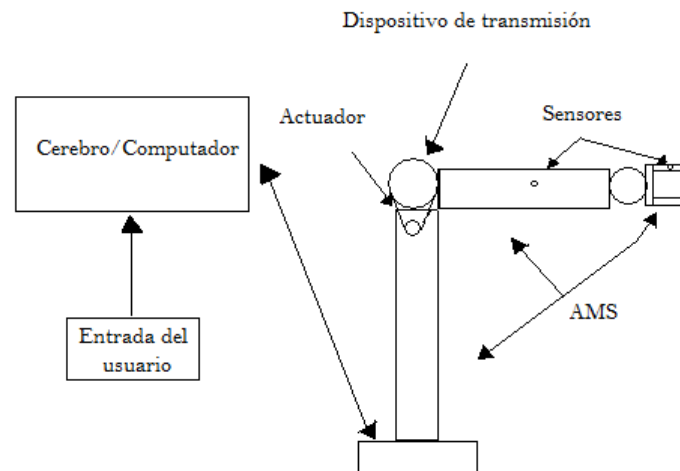 Dispositivo de transmisión
Actuador
Sensores
Cerebro/Computador
AMS
Entrada del
usuario